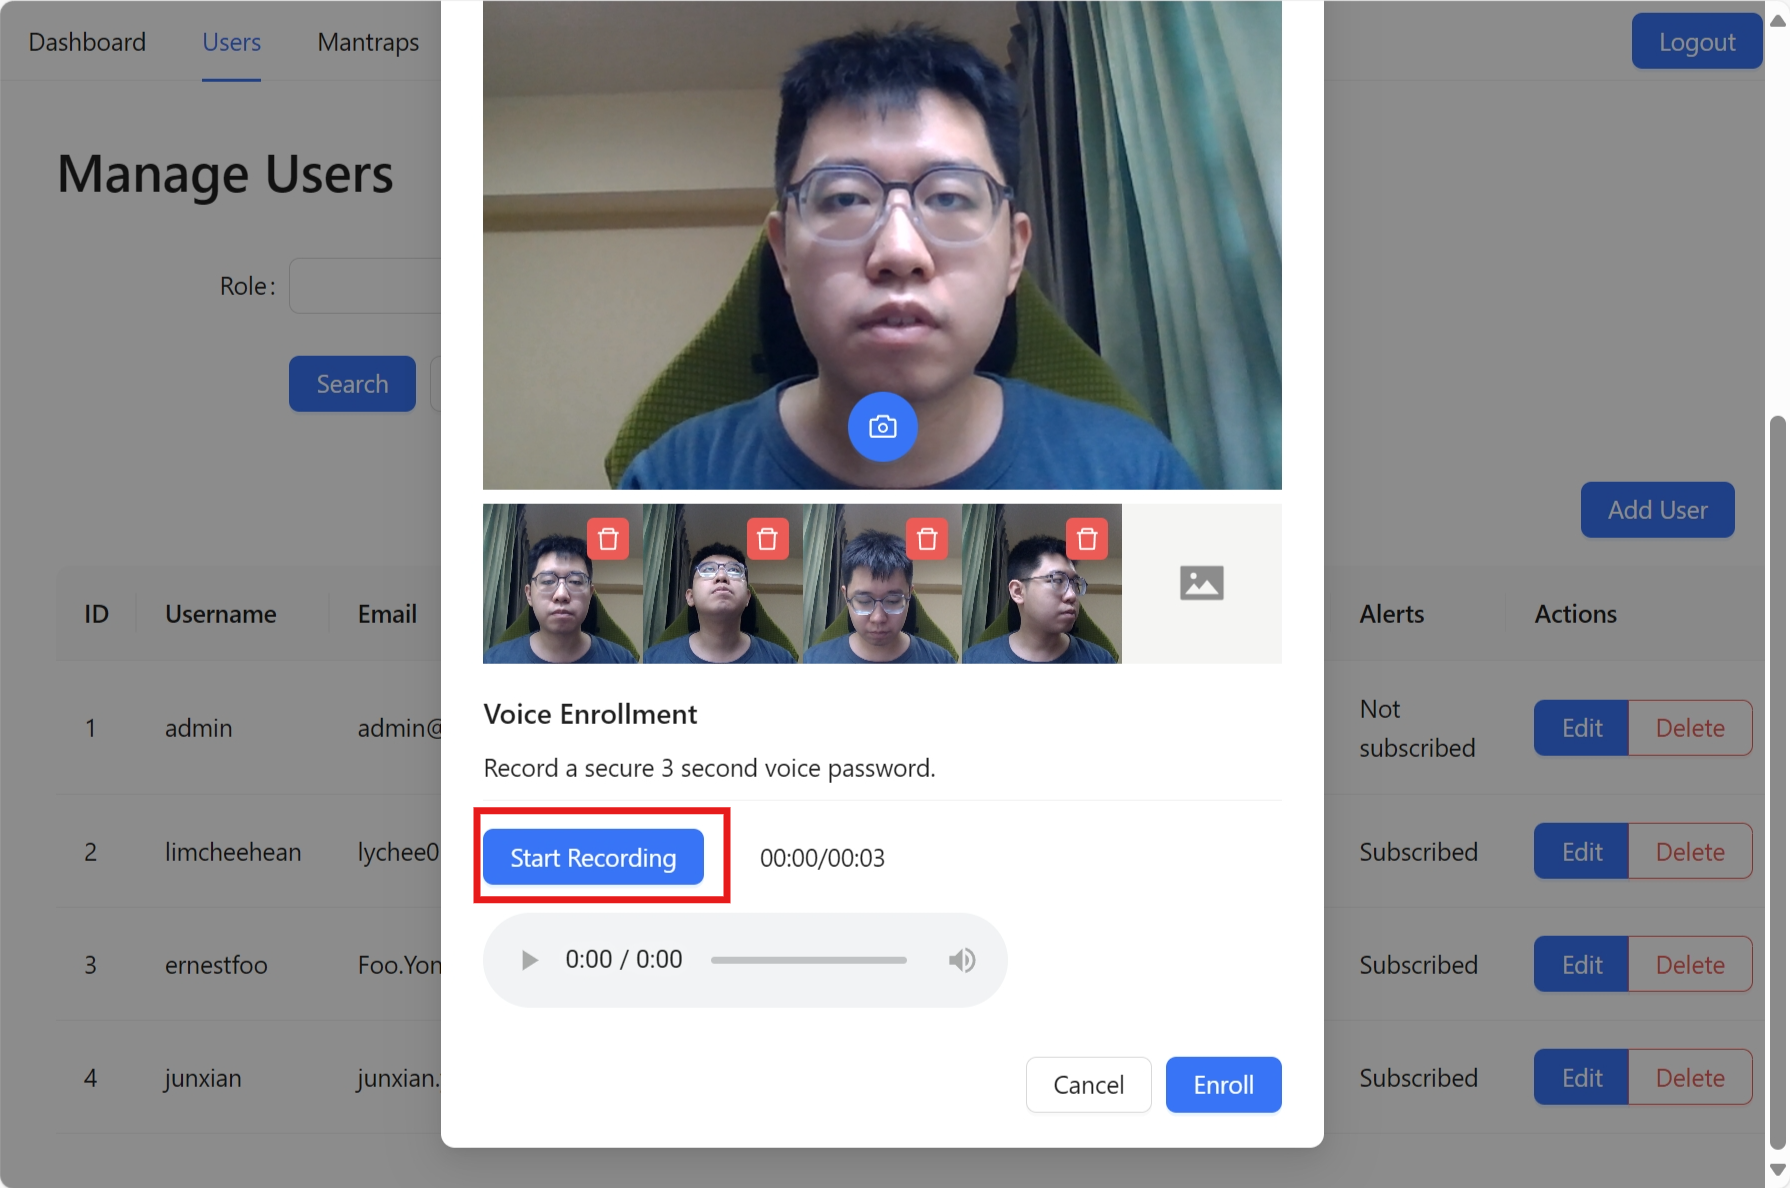 Dashboard Users Mantraps Logout
Manage Users
Role:
Search
Add User
ID Username Email Alerts Actions
1 admin admin@ Not subscribed Edit Delete
2 limcheehean lychee0 Subscribed Edit Delete
3 ernestfoo Foo.Yon Subscribed Edit Delete
4 junxian junxian. Subscribed Edit Delete
Voice Enrollment
Record a secure 3 second voice password.
Start Recording 00:00/00:03
0:00 / 0:00
Cancel Enroll